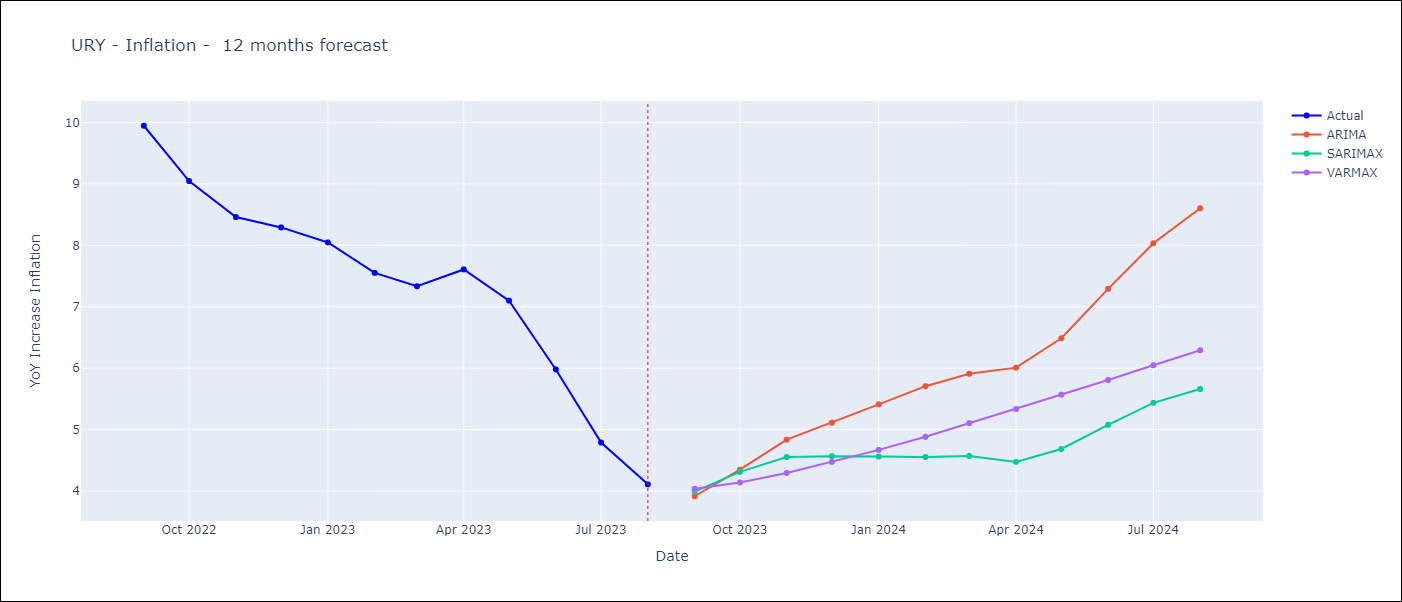 URY - Inflation -  12 months forecast
Actual
ARIMA
SARIMAX
VARMAX
YoY Increase Inflation
10
9
8
7
6
5
4
Oct 2022
Jan 2023
Apr 2023
Jul 2023
Oct 2023
Jan 2024
Apr 2024
Jul 2024
Date